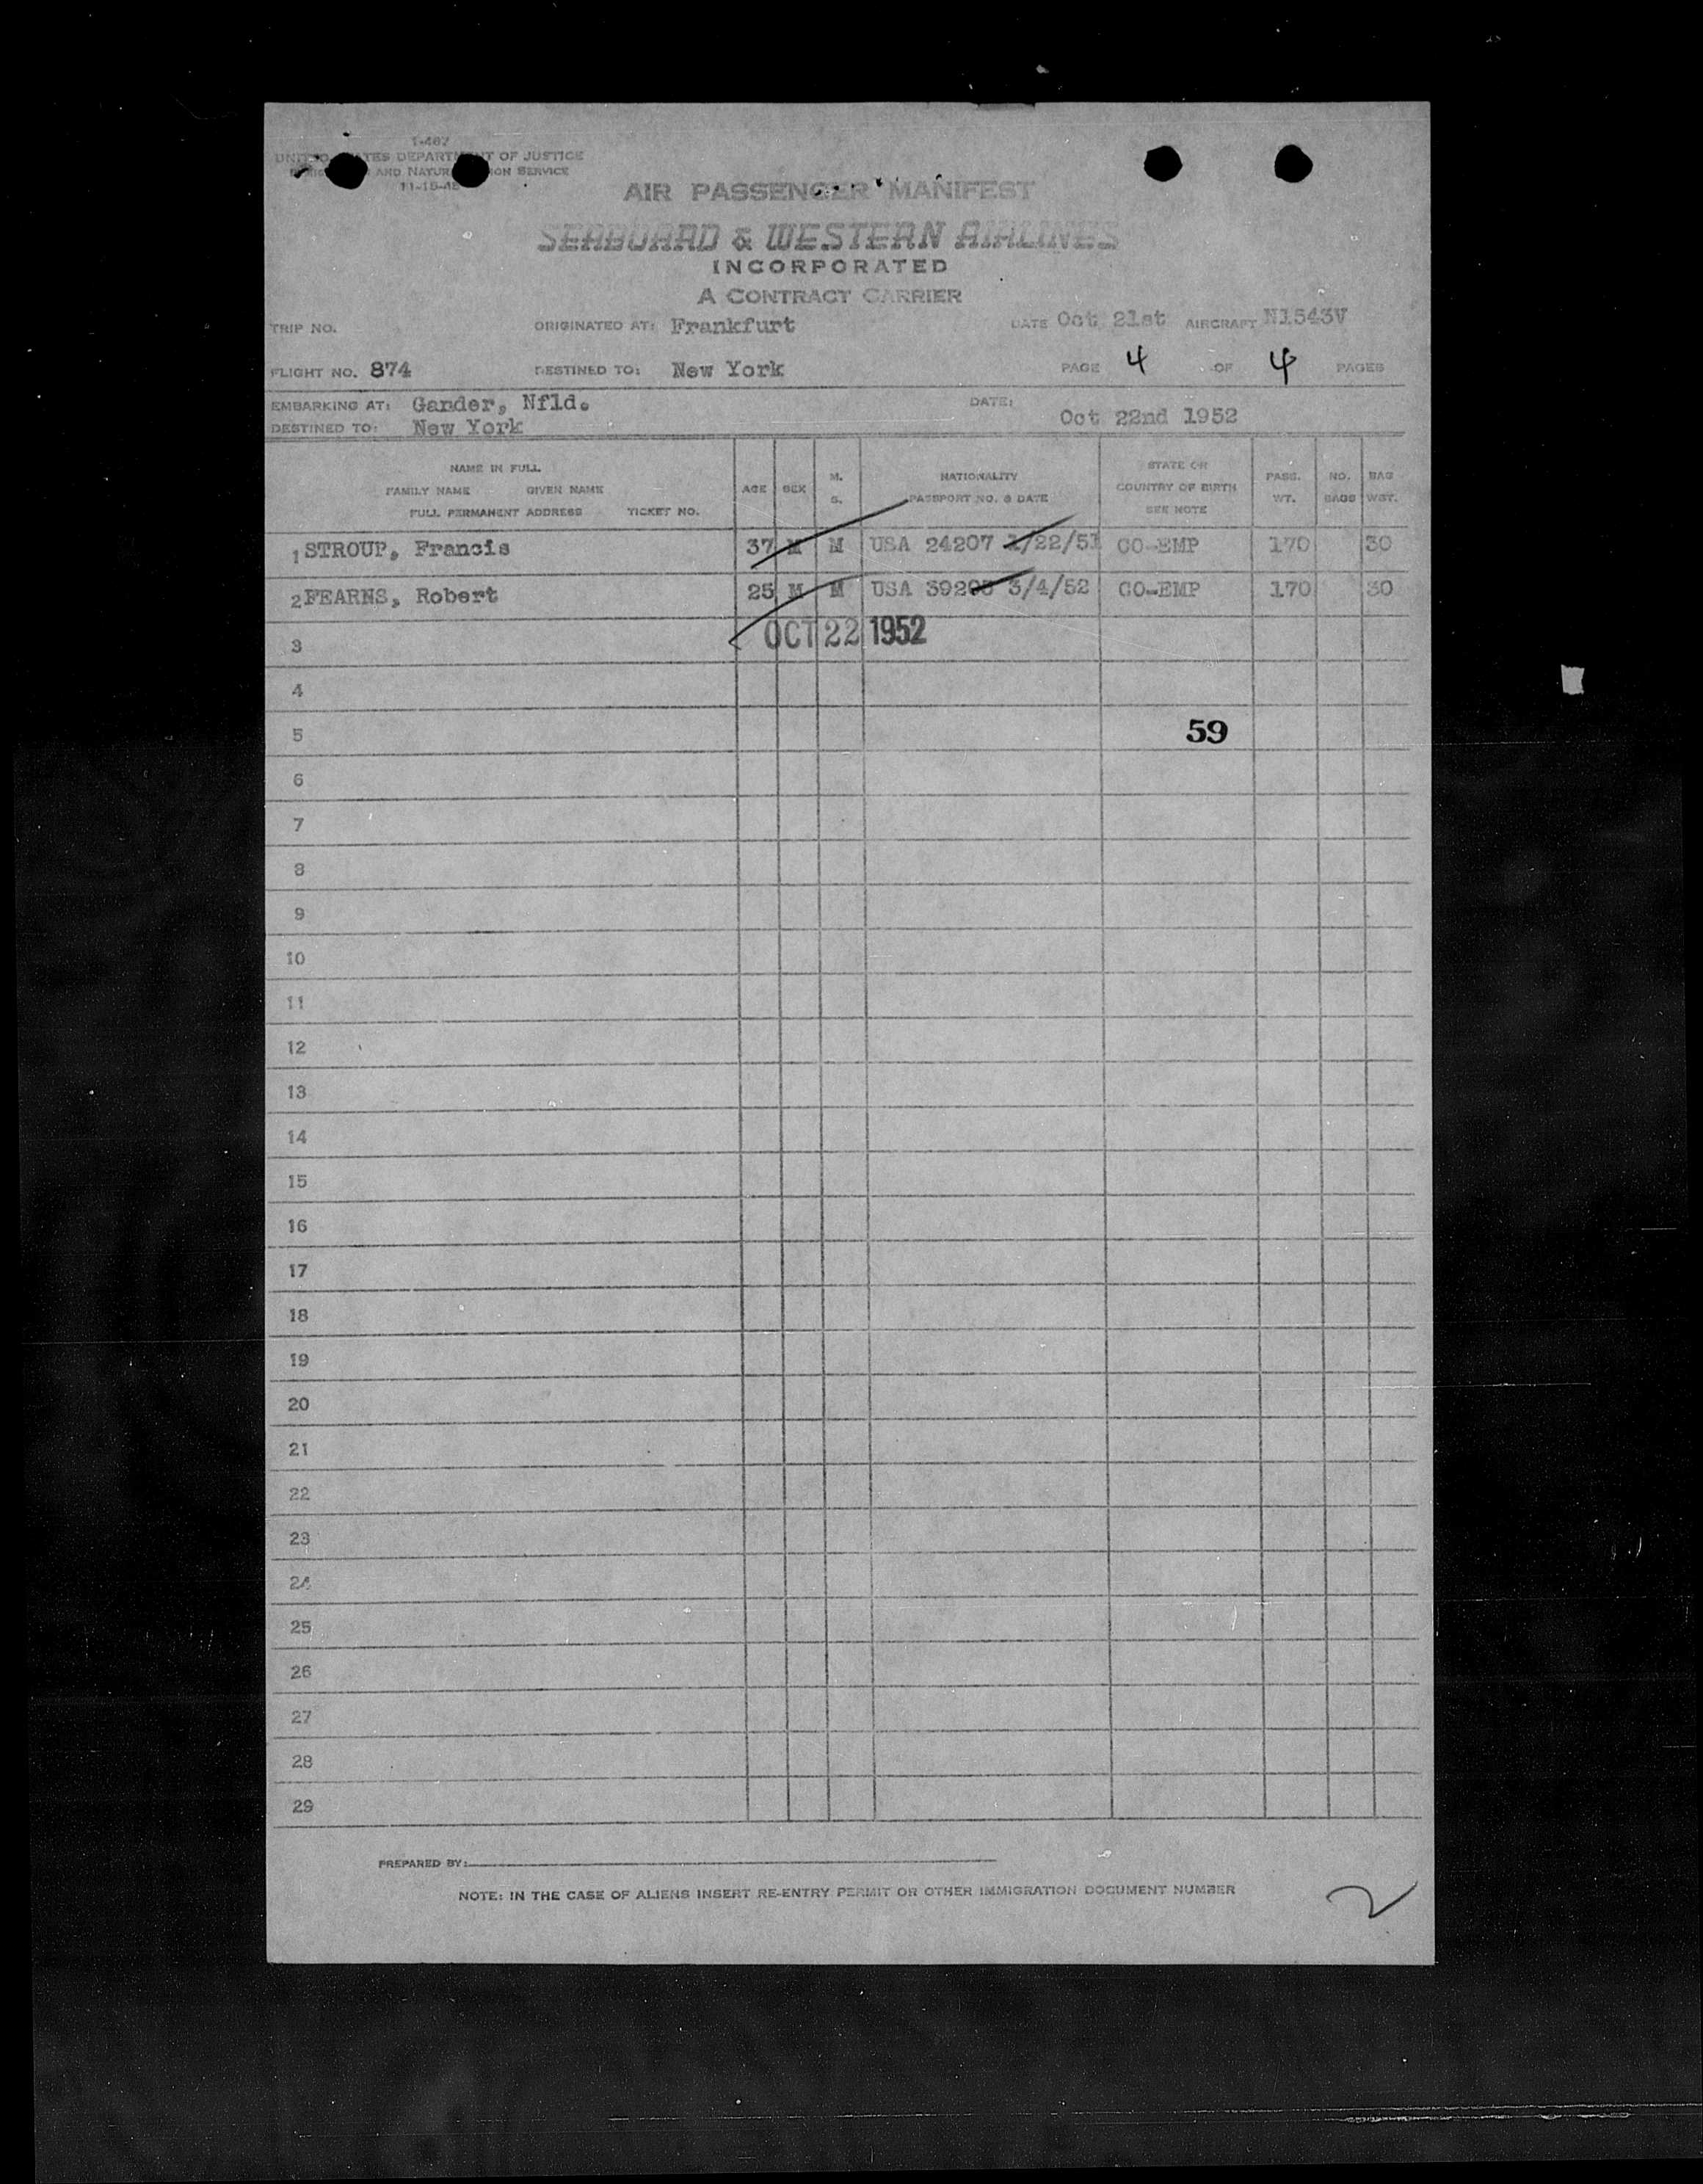 I-467
UNITED STATES DEPARTMENT OF JUSTICE
AND NATURALIZATION SERVICE
11-15-45
AIR PASSENGER MANIFEST
SEABOARD & WESTERN AIRLINES
INCORPORATED
A CONTRACT CARRIER
TRIP NO. ORIGINATED AT: Frankfurt DATE Oct 21st AIRCRAFT N1543V
FLIGHT NO. 874 DESTINED TO: New York PAGE 4 OF 4 PAGES
EMBARKING AT: Gander, Nfld. DATE: Oct 22nd 1952
DESTINED TO: New York
NAME IN FULL
FAMILY NAME GIVEN NAME
FULL PERMANENT ADDRESS TICKET NO.
AGE SEX M. S.
NATIONALITY
PASSPORT NO. & DATE
STATE OR
COUNTRY OF BIRTH
SEE NOTE
PASS. WT.
NO. BAGS
BAG WGT.
1 STROUP, Francis 37 M M USA 24207 1/22/51 CO-EMP 170 30
2 FEARNS, Robert 25 M M USA 3/4/52 CO-EMP 170 30
OCT 22 1952
3
4
5 59
6
7
8
9
10
11
12
13
14
15
16
17
18
19
20
21
22
23
24
25
26
27
28
29
PREPARED BY:
NOTE: IN THE CASE OF ALIENS INSERT RE-ENTRY PERMIT OR OTHER IMMIGRATION DOCUMENT NUMBER
2